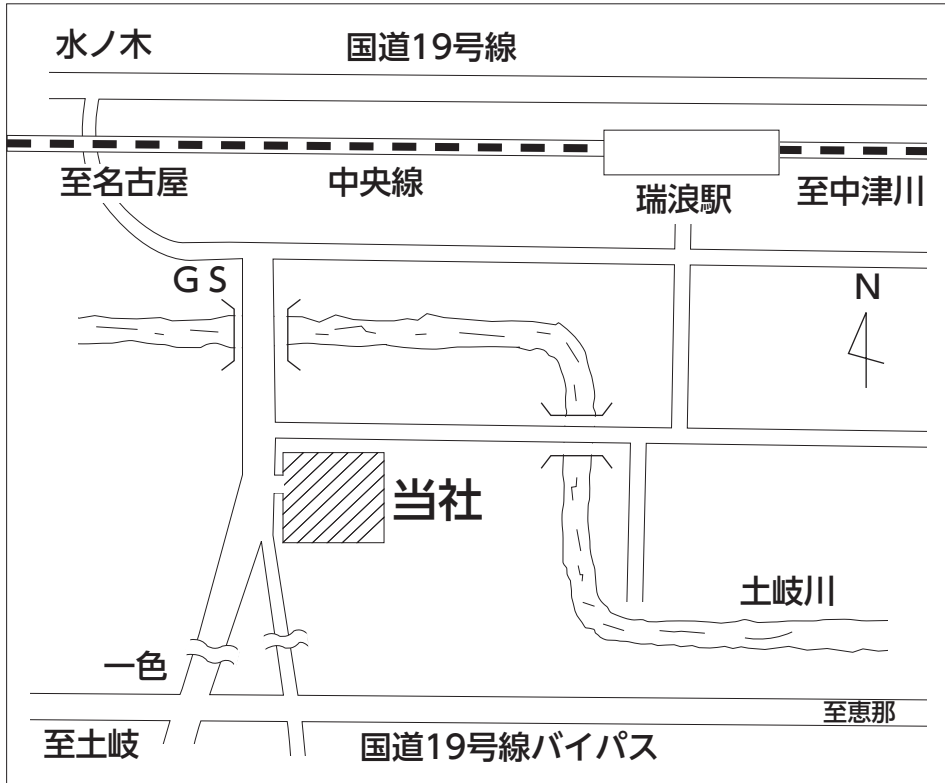 水ノ木
国道19号線
至名古屋
中央線
瑞浪駅
至中津川
G S
N
当社
土岐川
一色
至恵那
至土岐
国道19号線バイパス